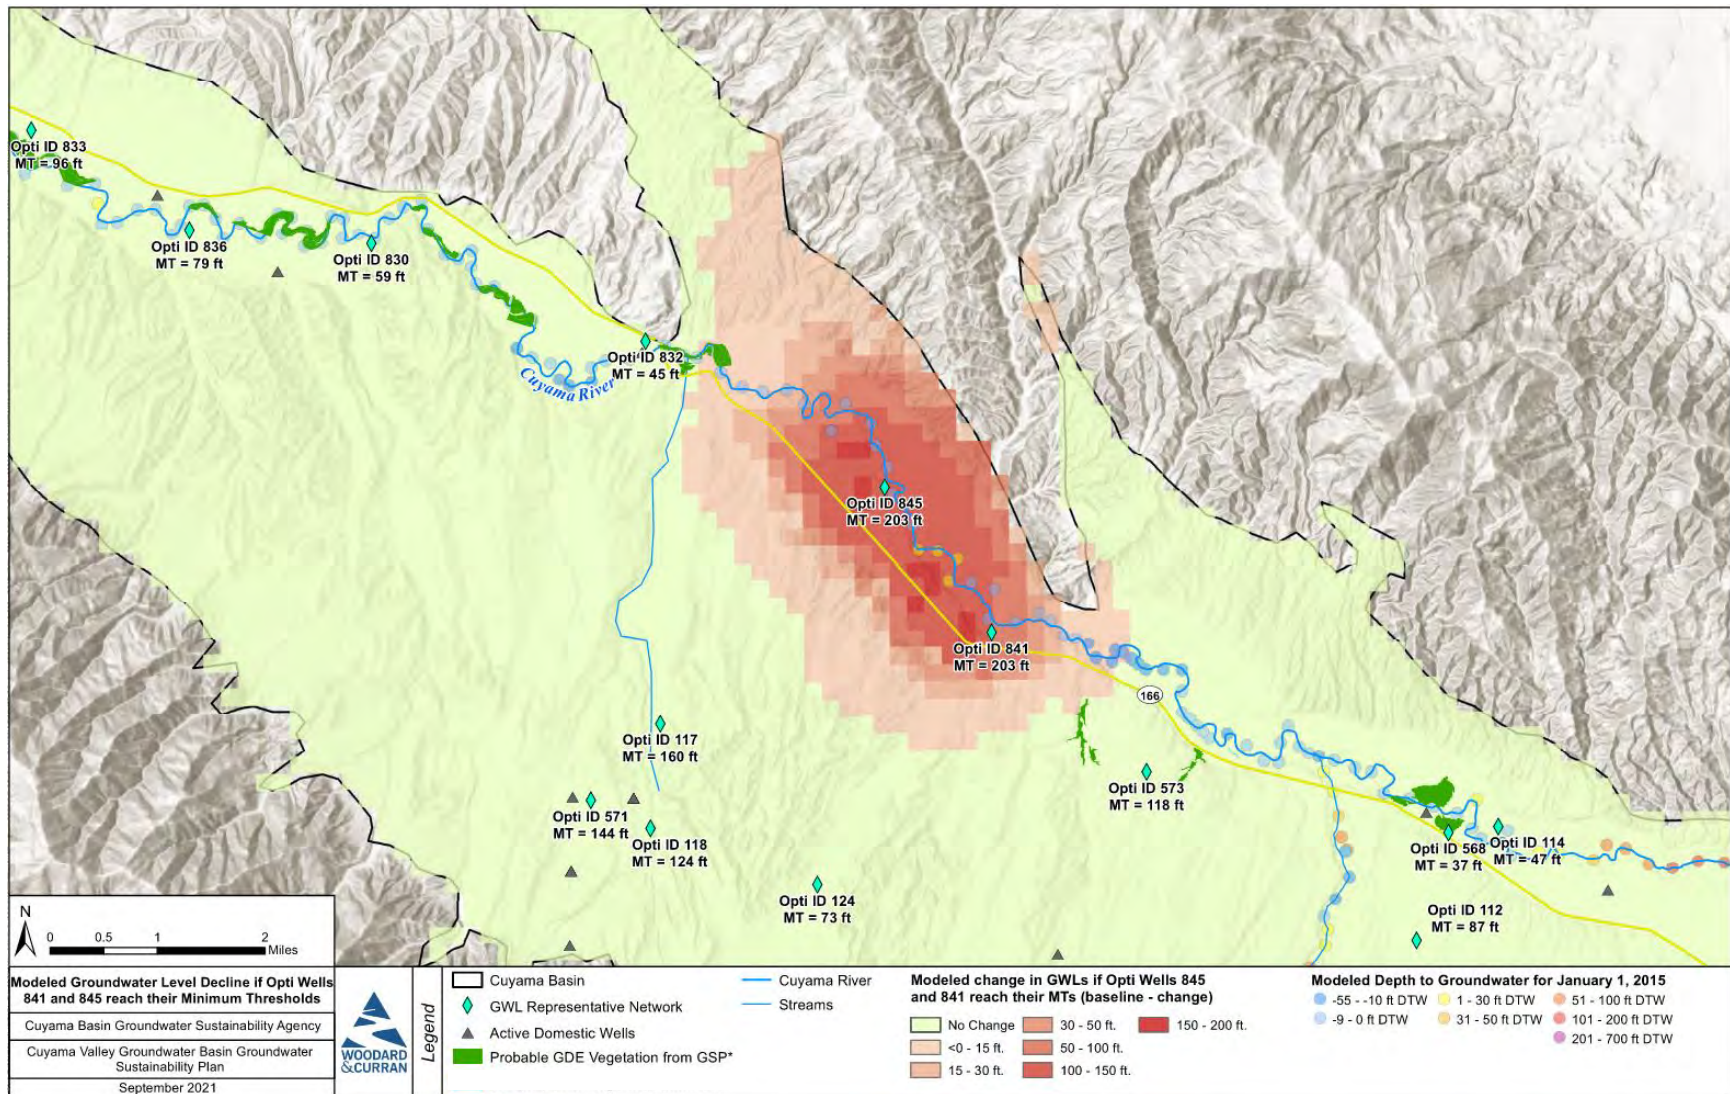 Opti ID 833
MT = 96 ft
Opti ID 836
MT = 79 ft
Opti ID 830
MT = 59 ft
Opti ID 832
MT = 45 ft
Cuyama River
Opti ID 845
MT = 203 ft
Opti ID 841
MT = 203 ft
166
Opti ID 117
MT = 160 ft
Opti ID 573
MT = 118 ft
Opti ID 571
MT = 144 ft
Opti ID 118
MT = 124 ft
Opti ID 568
MT = 37 ft
Opti ID 114
MT = 47 ft
Opti ID 124
MT = 73 ft
Opti ID 112
MT = 87 ft
N
0 0.5 1 2
Miles
Modeled Groundwater Level Decline if Opti Wells
841 and 845 reach their Minimum Thresholds
Cuyama Basin Groundwater Sustainability Agency
Cuyama Valley Groundwater Basin Groundwater
Sustainability Plan
September 2021
WOODARD
&CURRAN
Legend
Cuyama Basin
GWL Representative Network
Active Domestic Wells
Probable GDE Vegetation from GSP*
Cuyama River
Streams
Modeled change in GWLs if Opti Wells 845
and 841 reach their MTs (baseline - change)
No Change
<0 - 15 ft.
15 - 30 ft.
30 - 50 ft.
50 - 100 ft.
100 - 150 ft.
150 - 200 ft.
Modeled Depth to Groundwater for January 1, 2015
-55 - -10 ft DTW
-9 - 0 ft DTW
1 - 30 ft DTW
31 - 50 ft DTW
51 - 100 ft DTW
101 - 200 ft DTW
201 - 700 ft DTW